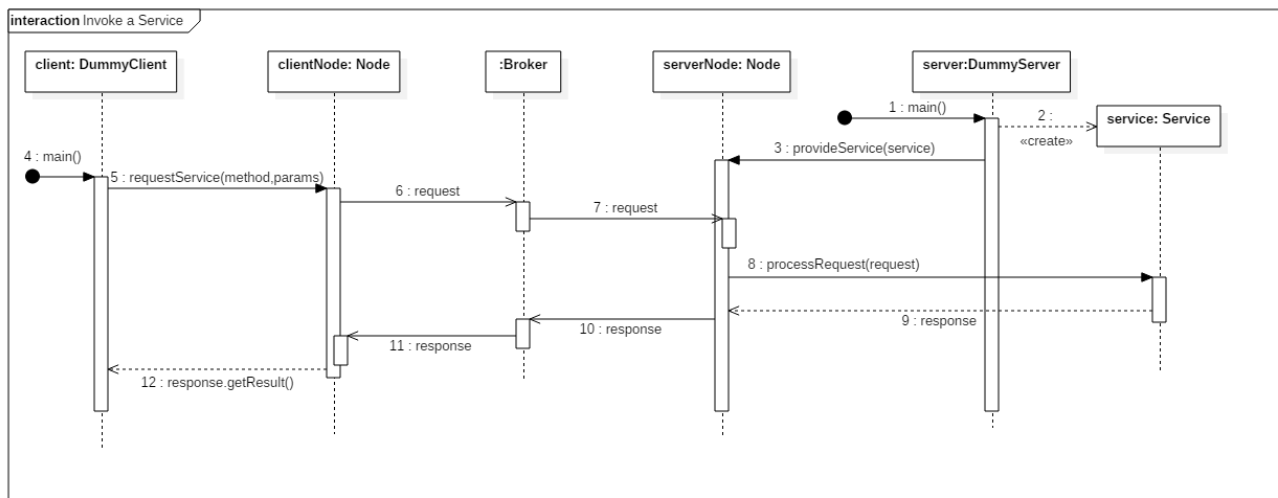 interaction Invoke a Service
client: DummyClient
clientNode: Node
:Broker
serverNode: Node
server:DummyServer
1 : main()
2 :
«create»
service: Service
3 : provideService(service)
4 : main()
5 : requestService(method,params)
6 : request
7 : request
8 : processRequest(request)
9 : response
10 : response
11 : response
12 : response.getResult()